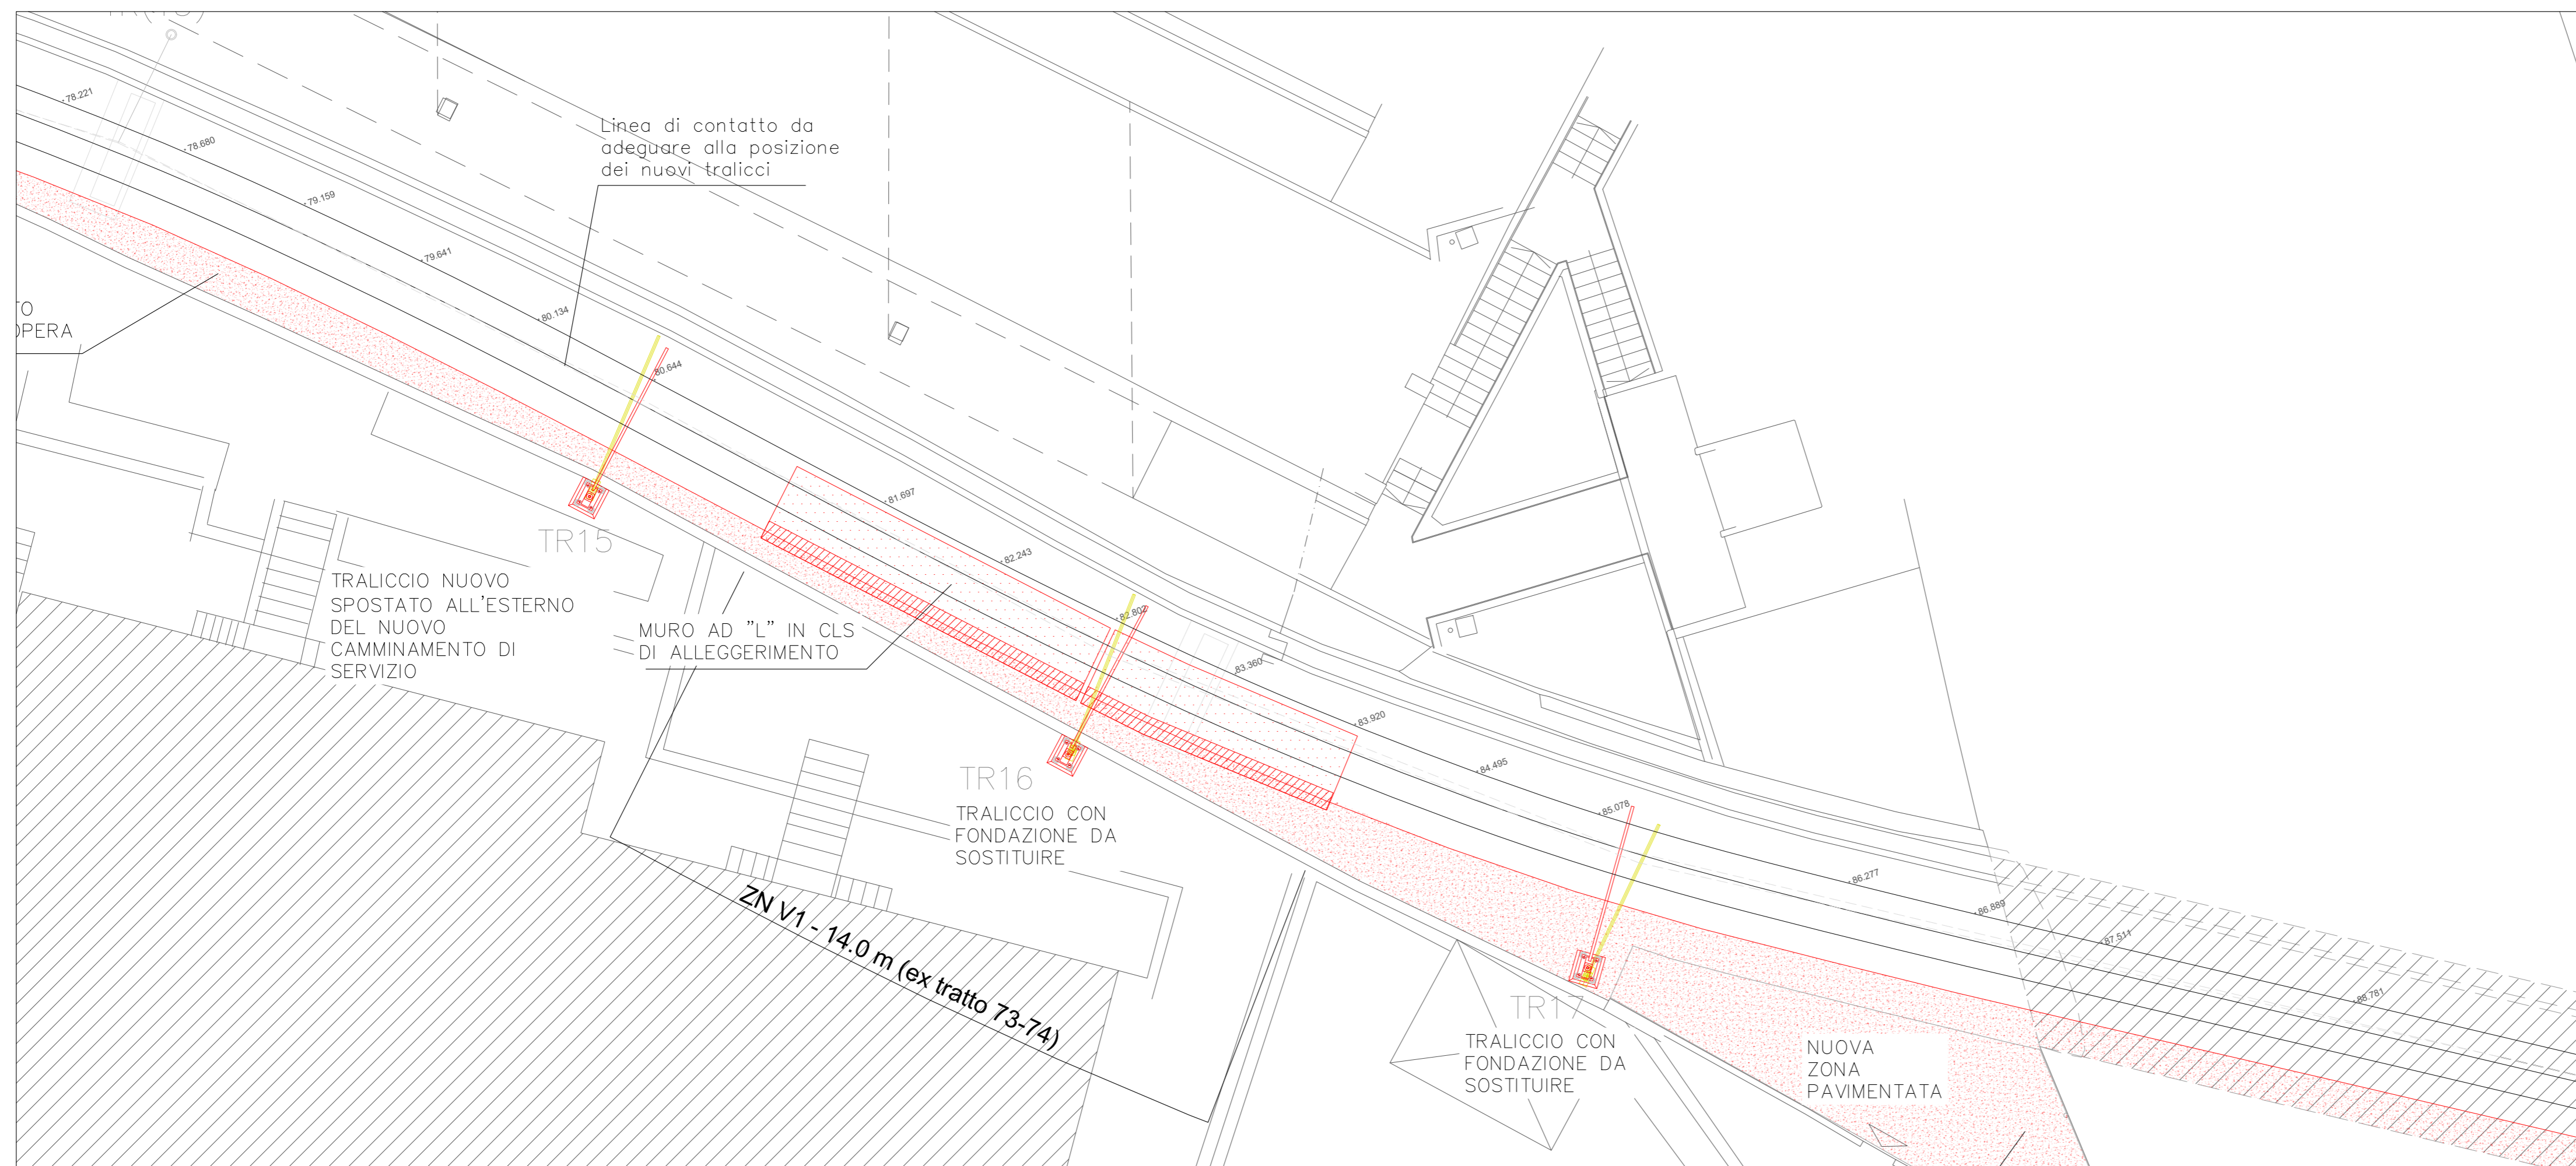 78.221
78.680
79.159
79.641
80.134
80.644
81.697
82.243
82.802
83.360
83.920
84.495
85.078
86.277
86.889
87.511
88.781
Linea di contatto da
adeguare alla posizione
dei nuovi tralicci
TO
OPERA
TR15
TRALICCIO NUOVO
SPOSTATO ALL'ESTERNO
DEL NUOVO
CAMMINAMENTO DI
SERVIZIO
MURO AD "L" IN CLS
DI ALLEGGERIMENTO
TR16
TRALICCIO CON
FONDAZIONE DA
SOSTITUIRE
ZN V1 - 14.0 m (ex tratto 73-74)
TR17
TRALICCIO CON
FONDAZIONE DA
SOSTITUIRE
NUOVA
ZONA
PAVIMENTATA